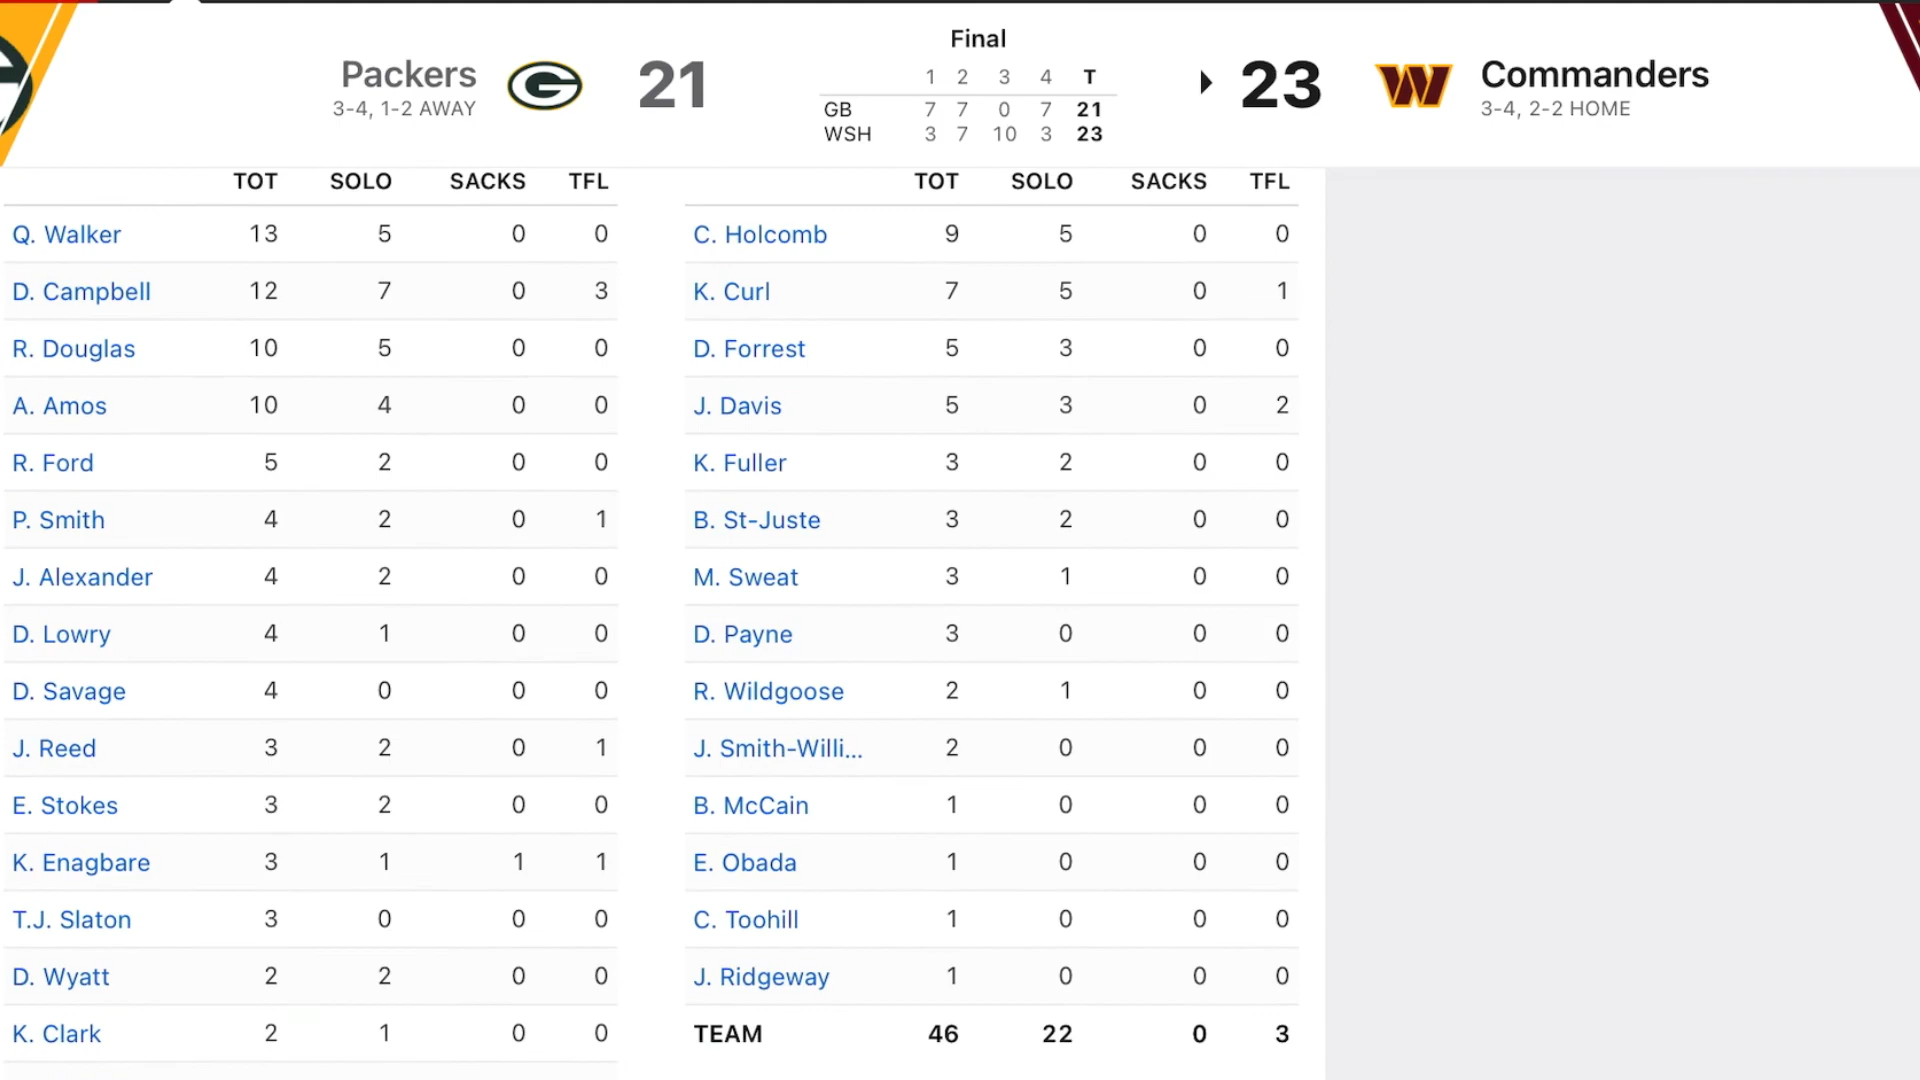 Final
Packers
3-4, 1-2 AWAY
21
1 2 3 4 T
GB 7 7 0 7 21
WSH 3 7 10 3 23
23
Commanders
3-4, 2-2 HOME
TOT SOLO SACKS TFL
Q. Walker 13 5 0 0
D. Campbell 12 7 0 3
R. Douglas 10 5 0 0
A. Amos 10 4 0 0
R. Ford 5 2 0 0
P. Smith 4 2 0 1
J. Alexander 4 2 0 0
D. Lowry 4 1 0 0
D. Savage 4 0 0 0
J. Reed 3 2 0 1
E. Stokes 3 2 0 0
K. Enagbare 3 1 1 1
T.J. Slaton 3 0 0 0
D. Wyatt 2 2 0 0
K. Clark 2 1 0 0
TOT SOLO SACKS TFL
C. Holcomb 9 5 0 0
K. Curl 7 5 0 1
D. Forrest 5 3 0 0
J. Davis 5 3 0 2
K. Fuller 3 2 0 0
B. St-Juste 3 2 0 0
M. Sweat 3 1 0 0
D. Payne 3 0 0 0
R. Wildgoose 2 1 0 0
J. Smith-Willi... 2 0 0 0
B. McCain 1 0 0 0
E. Obada 1 0 0 0
C. Toohill 1 0 0 0
J. Ridgeway 1 0 0 0
TEAM 46 22 0 3